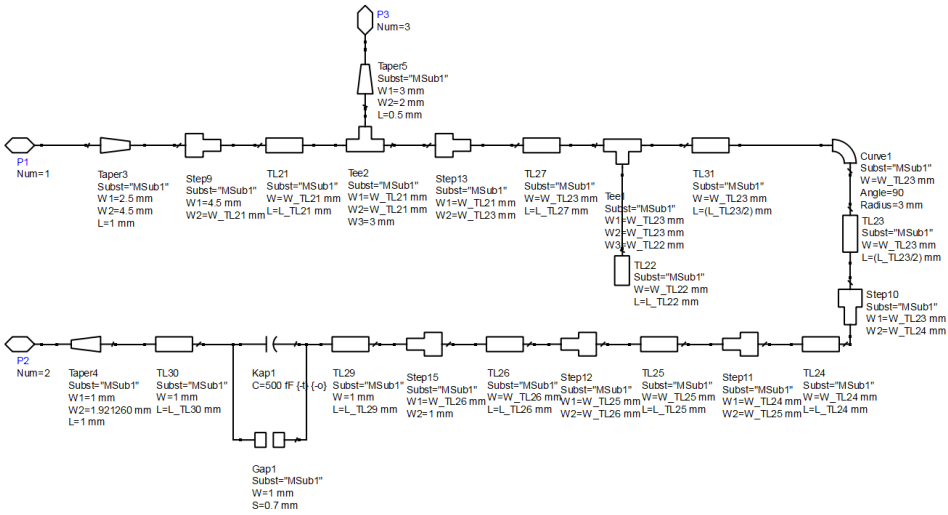 P3
Num=3
Taper5
Subst="MSub1"
W1=3 mm
W2=2 mm
L=0.5 mm
P1
Num=1
Taper3
Subst="MSub1"
W1=2.5 mm
W2=4.5 mm
L=1 mm
Step9
Subst="MSub1"
W1=4.5 mm
W2=W_TL21 mm
TL21
Subst="MSub1"
W=W_TL21 mm
L=L_TL21 mm
Tee2
Subst="MSub1"
W1=W_TL21 mm
W2=W_TL21 mm
W3=3 mm
Step13
Subst="MSub1"
W1=W_TL21 mm
W2=W_TL23 mm
TL27
Subst="MSub1"
W=W_TL23 mm
L=L_TL27 mm
Tee1
Subst="MSub1"
W1=W_TL23 mm
W2=W_TL23 mm
W3=W_TL22 mm
TL31
Subst="MSub1"
W=W_TL23 mm
L=(L_TL23/2) mm
Curve1
Subst="MSub1"
W=W_TL23 mm
Angle=90
Radius=3 mm
TL23
Subst="MSub1"
W=W_TL23 mm
L=(L_TL23/2) mm
TL22
Subst="MSub1"
W=W_TL22 mm
L=L_TL22 mm
Step10
Subst="MSub1"
W1=W_TL23 mm
W2=W_TL24 mm
P2
Num=2
Taper4
Subst="MSub1"
W1=1 mm
W2=1.921260 mm
L=1 mm
TL30
Subst="MSub1"
W=1 mm
L=L_TL30 mm
Kap1
C=500 fF {-t} {-o}
TL29
Subst="MSub1"
W=1 mm
L=L_TL29 mm
Step15
Subst="MSub1"
W1=W_TL26 mm
W2=1 mm
TL26
Subst="MSub1"
W=W_TL26 mm
L=L_TL26 mm
Step12
Subst="MSub1"
W1=W_TL25 mm
W2=W_TL26 mm
TL25
Subst="MSub1"
W=W_TL25 mm
L=L_TL25 mm
Step11
Subst="MSub1"
W1=W_TL24 mm
W2=W_TL25 mm
TL24
Subst="MSub1"
W=W_TL24 mm
L=L_TL24 mm
Gap1
Subst="MSub1"
W=1 mm
S=0.7 mm